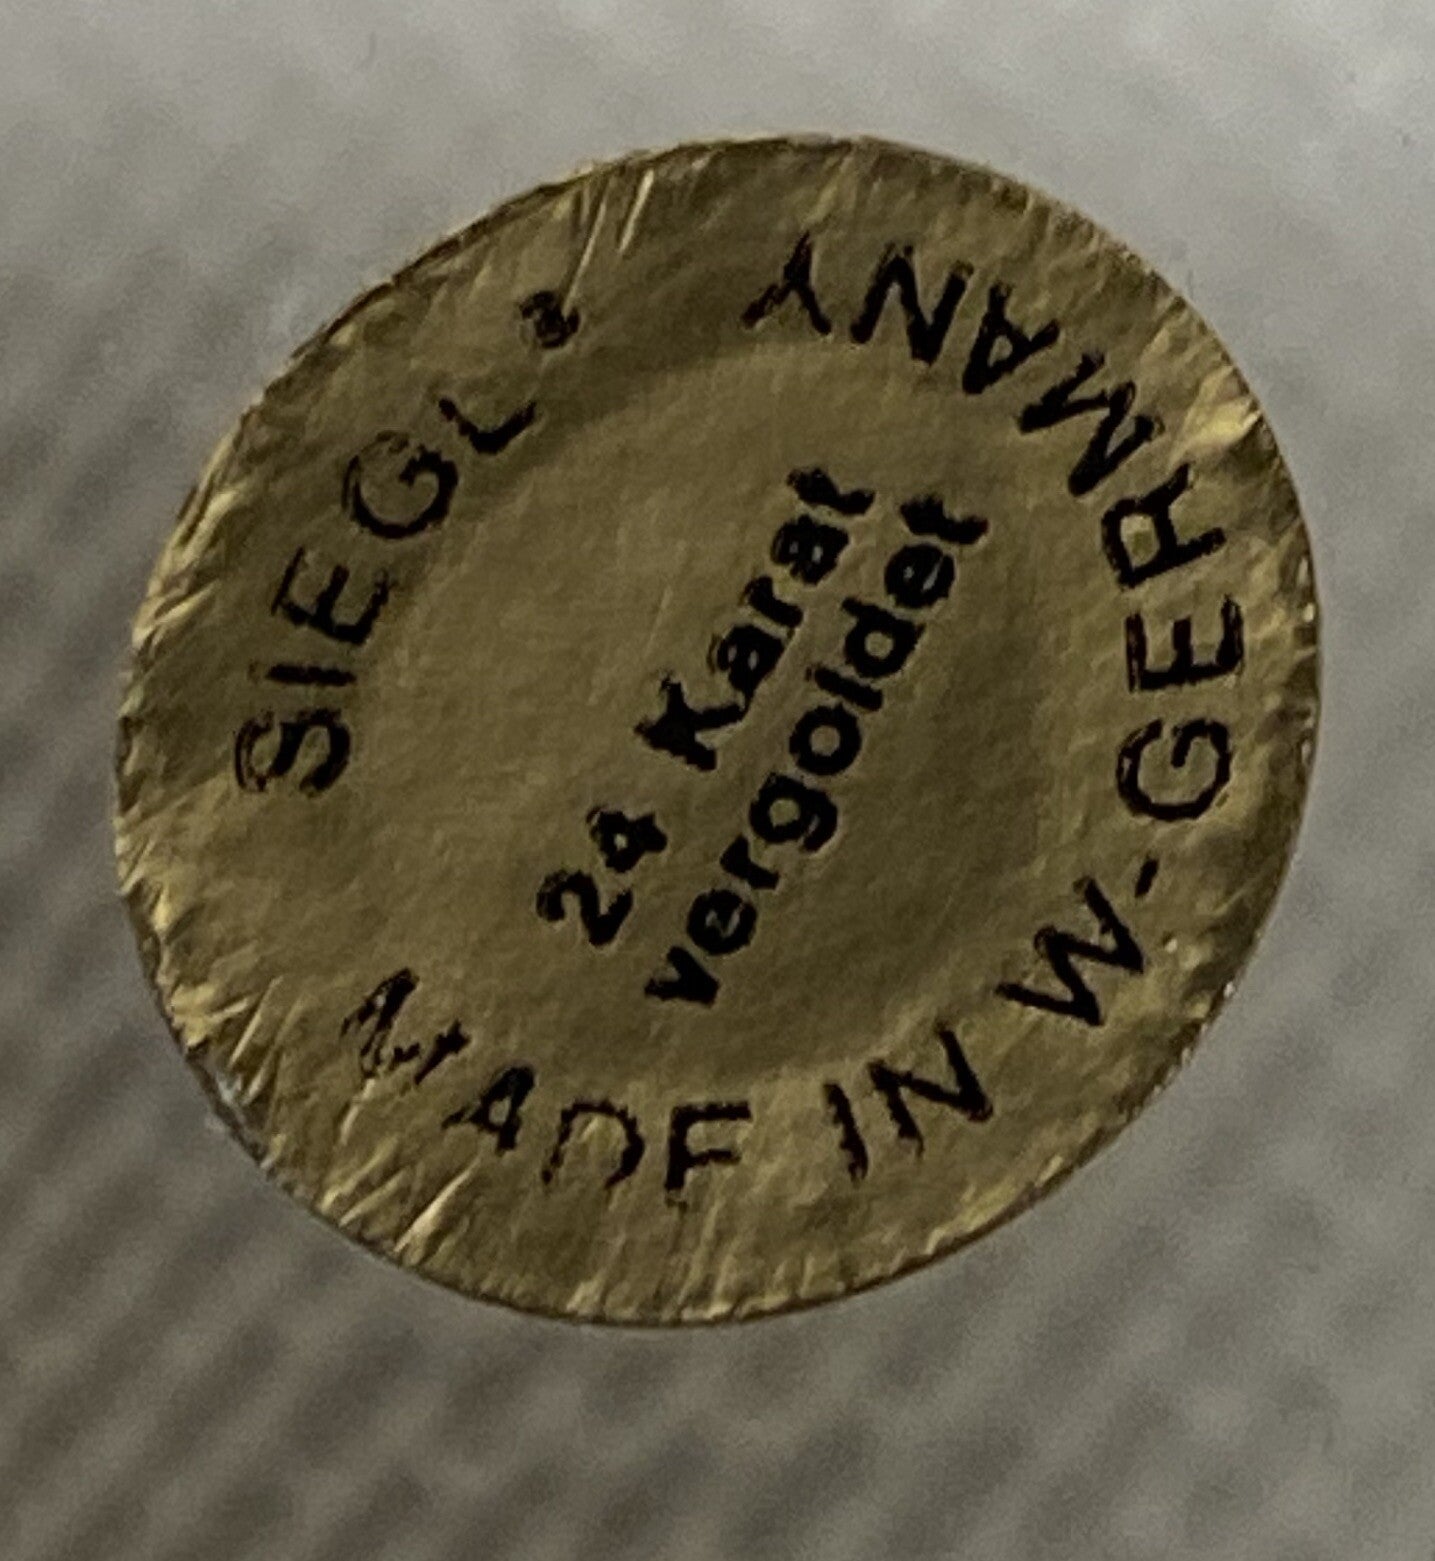 SIEGL®
24 Karat
vergoldet
MADE IN W-GERMANY